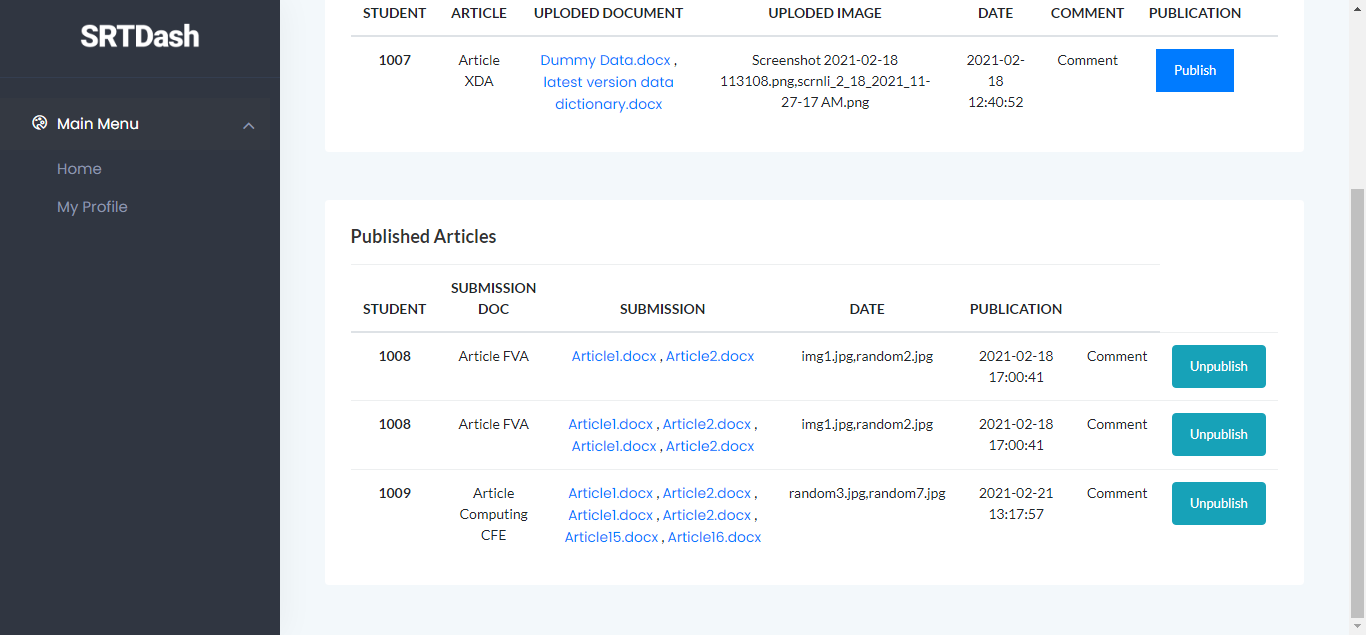 SRTDash
Main Menu
Home
My Profile
STUDENT ARTICLE UPLODED DOCUMENT UPLODED IMAGE DATE COMMENT PUBLICATION
1007 Article Dummy Data.docx , Screenshot 2021-02-18 2021-02- Comment Publish
XDA latest version data 113108.png,scrnli_2_18_2021_11- 18
dictionary.docx 27-17 AM.png 12:40:52
Published Articles
SUBMISSION
STUDENT DOC SUBMISSION DATE PUBLICATION
1008 Article FVA Article1.docx , Article2.docx img1.jpg,random2.jpg 2021-02-18 Comment Unpublish
17:00:41
1008 Article FVA Article1.docx , Article2.docx , img1.jpg,random2.jpg 2021-02-18 Comment Unpublish
Article1.docx , Article2.docx 17:00:41
1009 Article Article1.docx , Article2.docx , random3.jpg,random7.jpg 2021-02-21 Comment Unpublish
Computing Article1.docx , Article2.docx , 13:17:57
CFE Article15.docx , Article16.docx